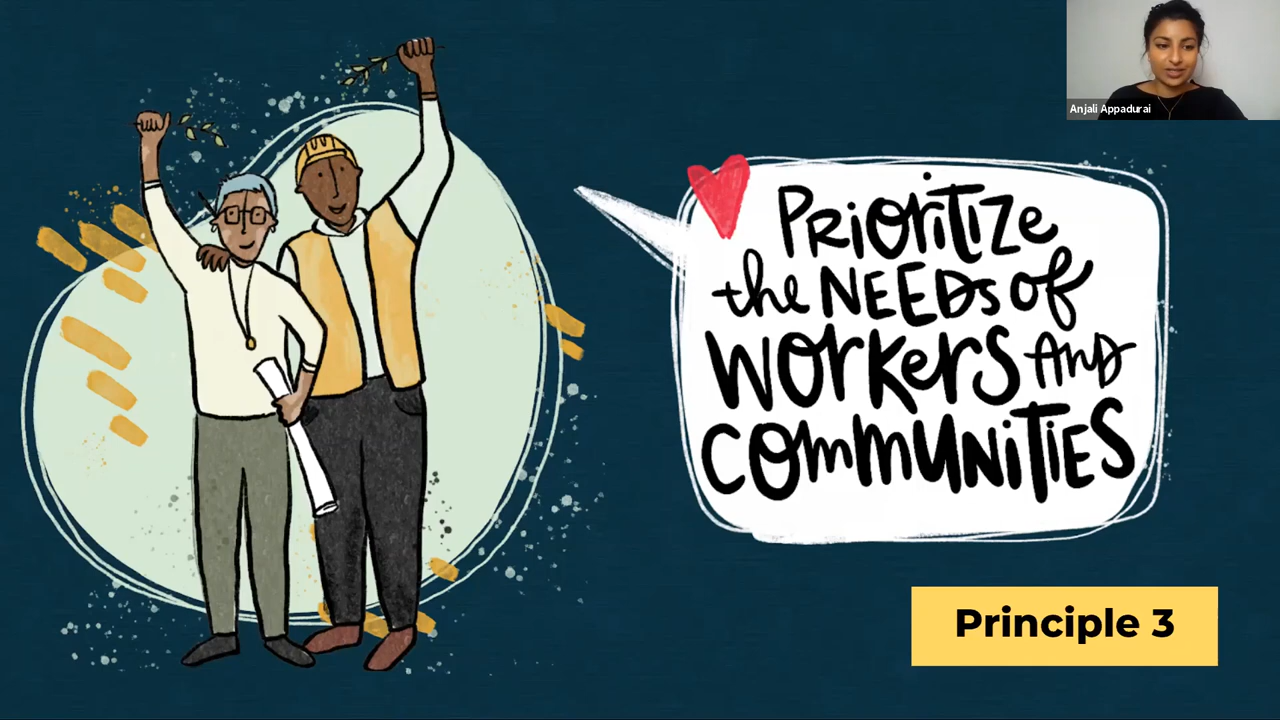 Anjali Appadurai
PRiORiTIZe
the NEEDs of
WORKeRS AND
COmmUNiTiES
Principle 3